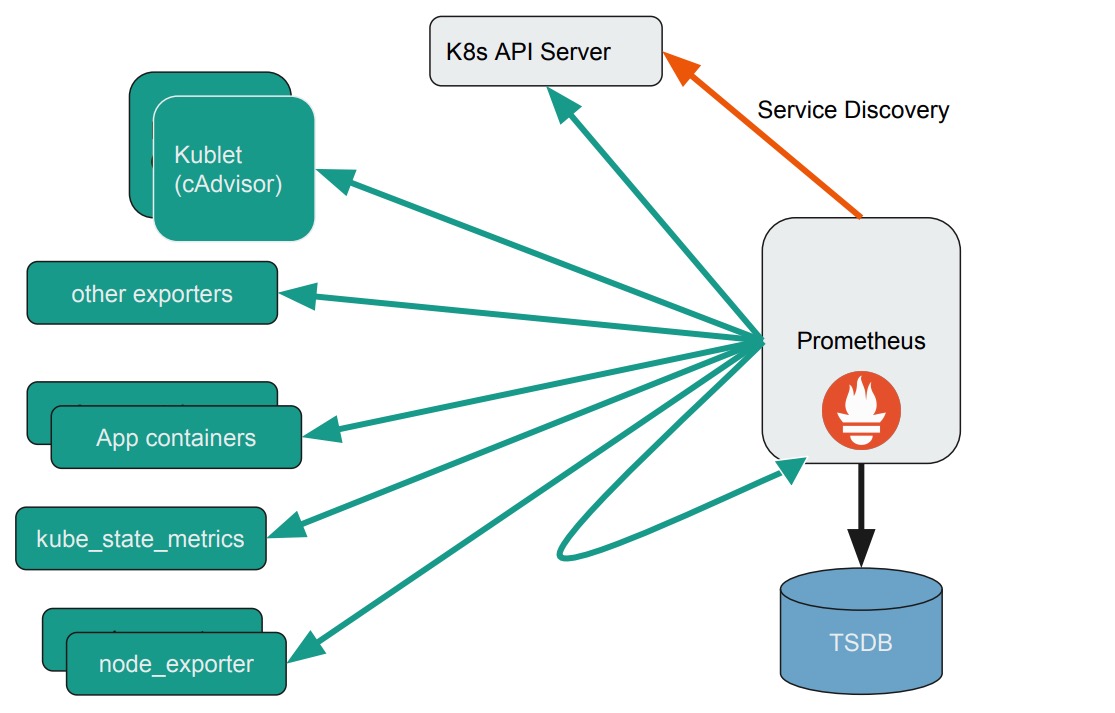 K8s API Server
Service Discovery
Kublet
(cAdvisor)
other exporters
Prometheus
App containers
kube_state_metrics
node_exporter
TSDB